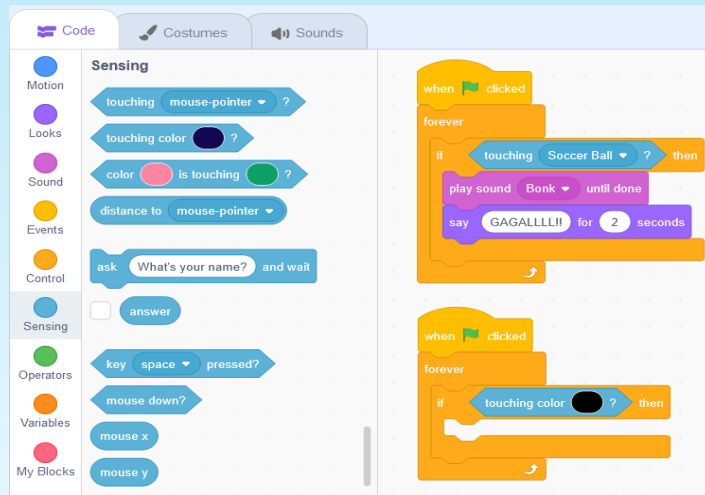 Code Costumes Sounds
Motion
Looks
Sound
Events
Control
Sensing
Operators
Variables
My Blocks
Sensing
touching mouse-pointer ?
touching color ?
color is touching ?
distance to mouse-pointer
ask What's your name? and wait
answer
key space pressed?
mouse down?
mouse x
mouse y
when clicked
forever
if touching Soccer Ball ? then
play sound Bonk until done
say GAGALLLL!! for 2 seconds
when clicked
forever
if touching color ? then